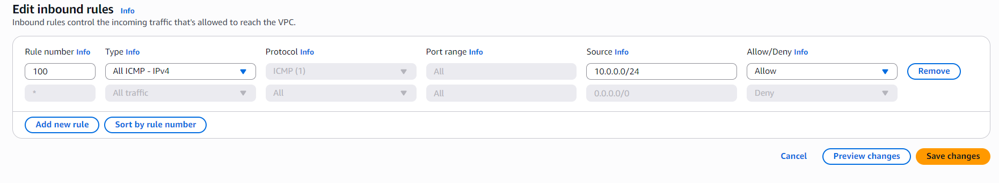 Edit inbound rules Info
Inbound rules control the incoming traffic that's allowed to reach the VPC.
Rule number Info Type Info Protocol Info Port range Info Source Info Allow/Deny Info
100 All ICMP - IPv4 ICMP (1) All 10.0.0.0/24 Allow Remove
* All traffic All All 0.0.0.0/0 Deny
Add new rule Sort by rule number
Cancel Preview changes Save changes